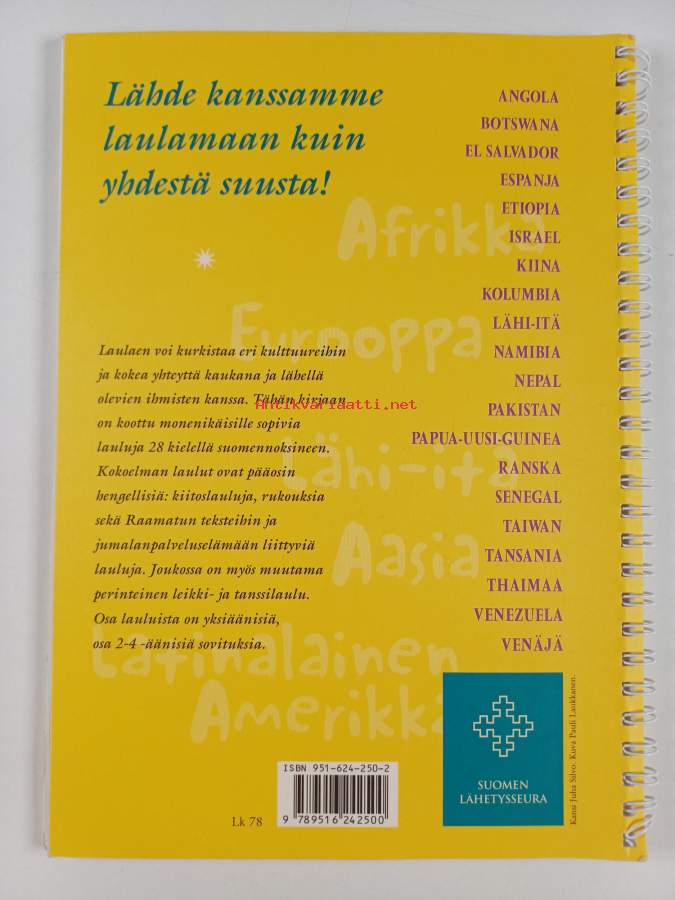 Lähde kanssamme
laulamaan kuin
yhdestä suusta!
Afrikka
Eurooppa
Lähi-itä
Aasia
Latinalainen
Amerikka
Laulaen voi kurkistaa eri kulttuureihin
ja kokea yhteyttä kaukana ja lähellä
olevien ihmisten kanssa. Tähän kirjaan
on koottu monenikäisille sopivia
lauluja 28 kielellä suomennoksineen.
Kokoelman laulut ovat pääosin
hengellisiä: kiitoslauluja, rukouksia
sekä Raamatun teksteihin ja
jumalanpalveluselämään liittyviä
lauluja. Joukossa on myös muutama
perinteinen leikki- ja tanssilaulu.
Osa lauluista on yksiäänisiä,
osa 2-4 -äänisiä sovituksia.
Antikvariaatti.net
ANGOLA
BOTSWANA
EL SALVADOR
ESPANJA
ETIOPIA
ISRAEL
KIINA
KOLUMBIA
LÄHI-ITÄ
NAMIBIA
NEPAL
PAKISTAN
PAPUA-UUSI-GUINEA
RANSKA
SENEGAL
TAIWAN
TANSANIA
THAIMAA
VENEZUELA
VENÄJÄ
SUOMEN
LÄHETYSSEURA
Kansi Juha Silvo. Kuva Pauli Laukkanen.
Lk 78
ISBN 951-624-250-2
9 789516 242500